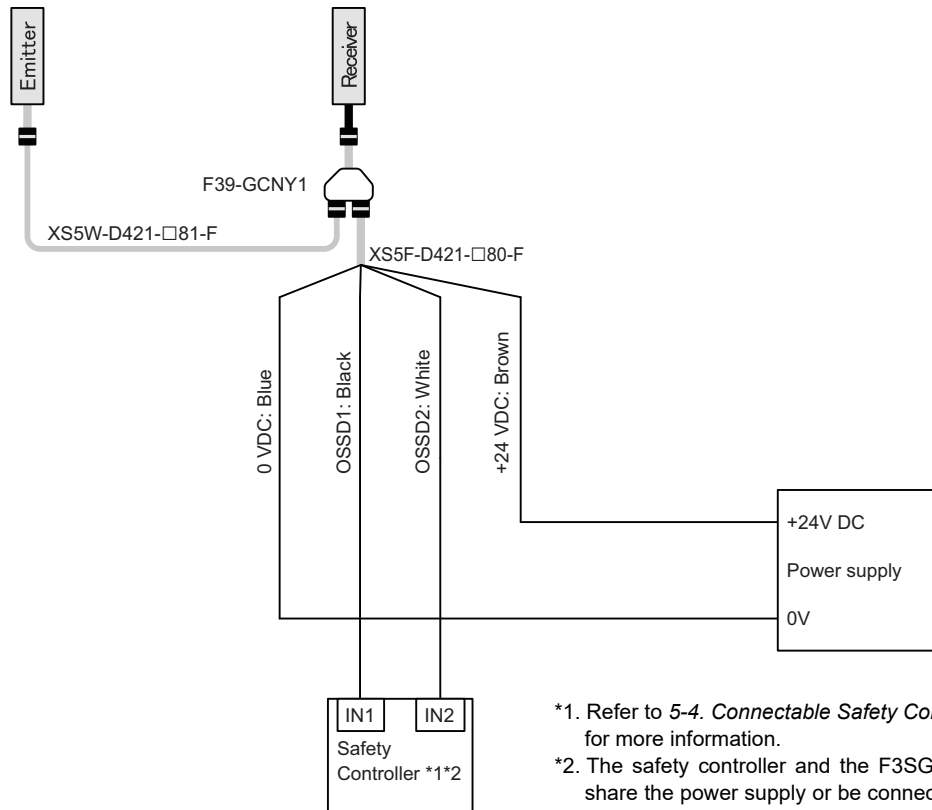 Emitter
Receiver
F39-GCNY1
XS5W-D421-□81-F
XS5F-D421-□80-F
0 VDC: Blue
OSSD1: Black
OSSD2: White
+24 VDC: Brown
+24V DC
Power supply
0V
IN1
IN2
Safety
Controller *1*2
*1. Refer to 5-4. Connectable Safety
for more information.
*2. The safety controller and the F3SG
share the power supply or be